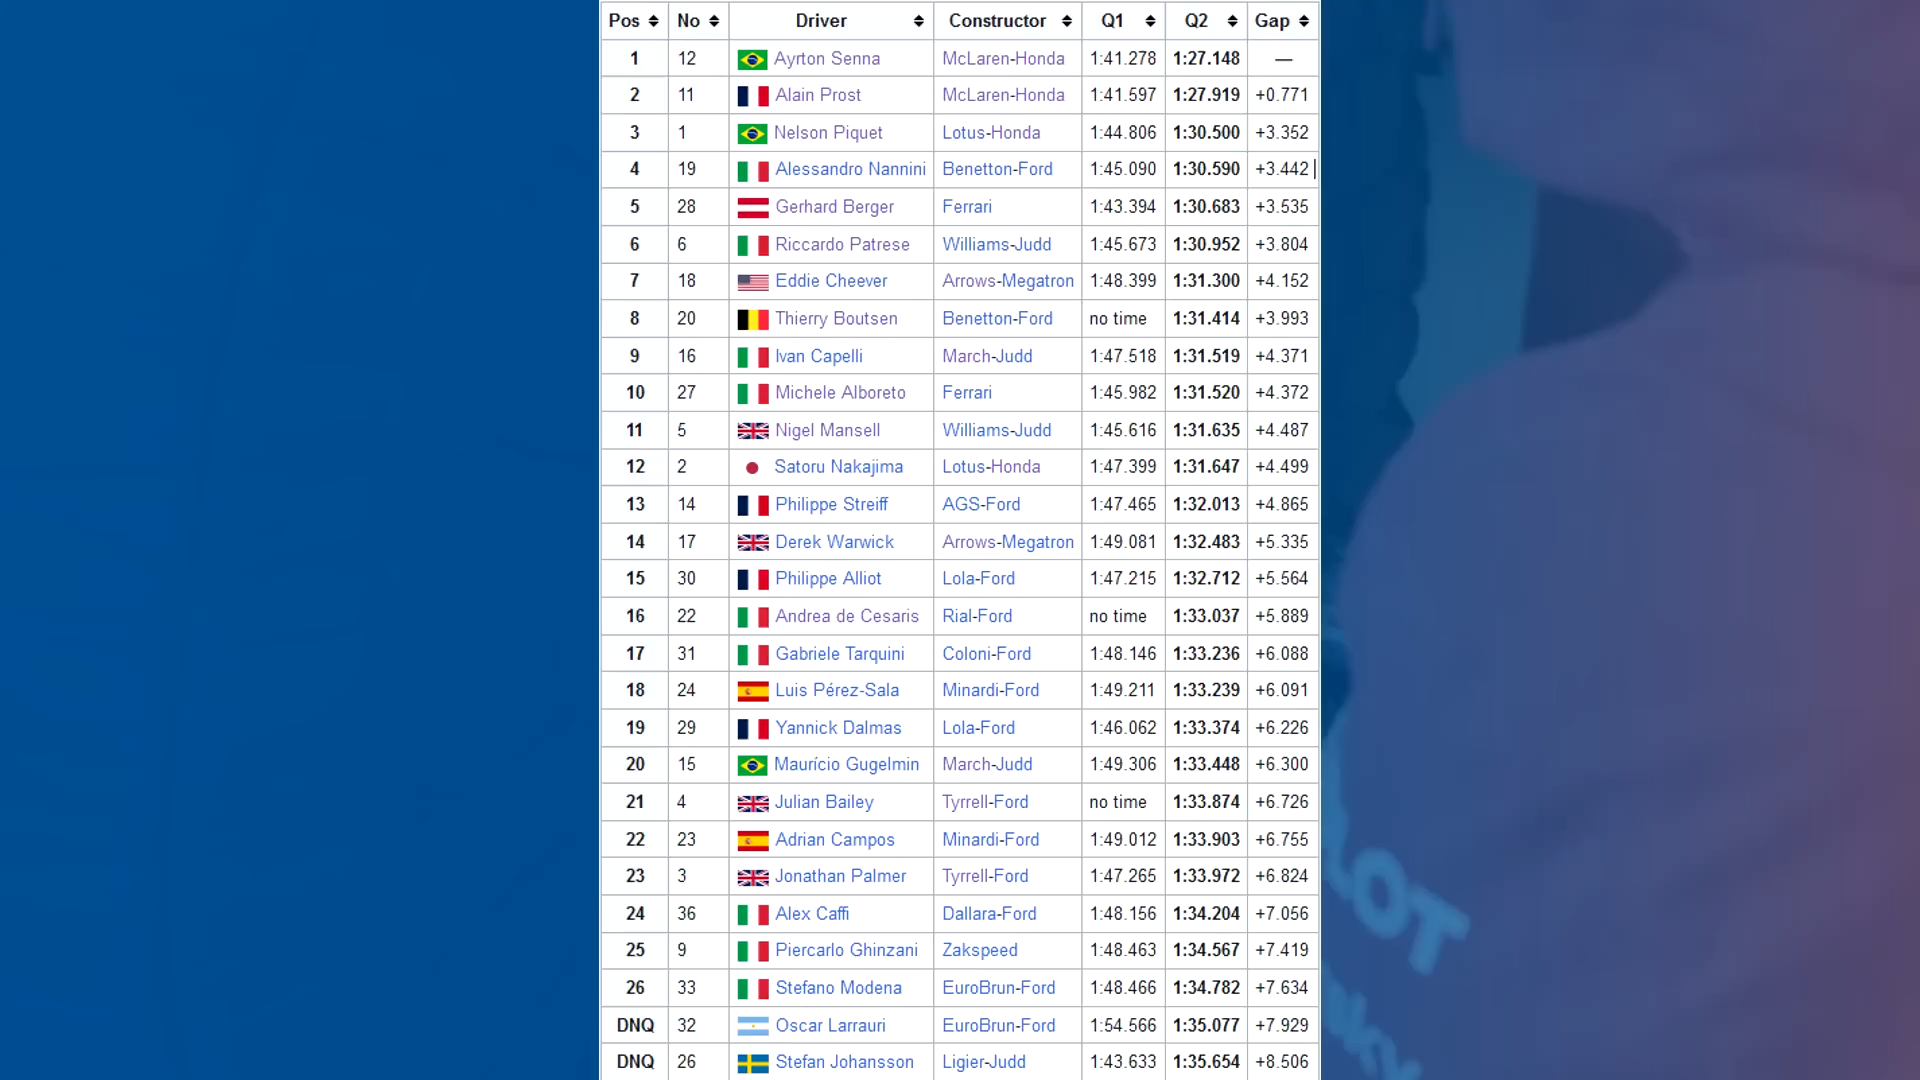 Pos No Driver Constructor Q1 Q2 Gap
1 12 Ayrton Senna McLaren-Honda 1:41.278 1:27.148 —
2 11 Alain Prost McLaren-Honda 1:41.597 1:27.919 +0.771
3 1 Nelson Piquet Lotus-Honda 1:44.806 1:30.500 +3.352
4 19 Alessandro Nannini Benetton-Ford 1:45.090 1:30.590 +3.442
5 28 Gerhard Berger Ferrari 1:43.394 1:30.683 +3.535
6 6 Riccardo Patrese Williams-Judd 1:45.673 1:30.952 +3.804
7 18 Eddie Cheever Arrows-Megatron 1:48.399 1:31.300 +4.152
8 20 Thierry Boutsen Benetton-Ford no time 1:31.414 +3.993
9 16 Ivan Capelli March-Judd 1:47.518 1:31.519 +4.371
10 27 Michele Alboreto Ferrari 1:45.982 1:31.520 +4.372
11 5 Nigel Mansell Williams-Judd 1:45.616 1:31.635 +4.487
12 2 Satoru Nakajima Lotus-Honda 1:47.399 1:31.647 +4.499
13 14 Philippe Streiff AGS-Ford 1:47.465 1:32.013 +4.865
14 17 Derek Warwick Arrows-Megatron 1:49.081 1:32.483 +5.335
15 30 Philippe Alliot Lola-Ford 1:47.215 1:32.712 +5.564
16 22 Andrea de Cesaris Rial-Ford no time 1:33.037 +5.889
17 31 Gabriele Tarquini Coloni-Ford 1:48.146 1:33.236 +6.088
18 24 Luis Pérez-Sala Minardi-Ford 1:49.211 1:33.239 +6.091
19 29 Yannick Dalmas Lola-Ford 1:46.062 1:33.374 +6.226
20 15 Maurício Gugelmin March-Judd 1:49.306 1:33.448 +6.300
21 4 Julian Bailey Tyrrell-Ford no time 1:33.874 +6.726
22 23 Adrian Campos Minardi-Ford 1:49.012 1:33.903 +6.755
23 3 Jonathan Palmer Tyrrell-Ford 1:47.265 1:33.972 +6.824
24 36 Alex Caffi Dallara-Ford 1:48.156 1:34.204 +7.056
25 9 Piercarlo Ghinzani Zakspeed 1:48.463 1:34.567 +7.419
26 33 Stefano Modena EuroBrun-Ford 1:48.466 1:34.782 +7.634
DNQ 32 Oscar Larrauri EuroBrun-Ford 1:54.566 1:35.077 +7.929
DNQ 26 Stefan Johansson Ligier-Judd 1:43.633 1:35.654 +8.506